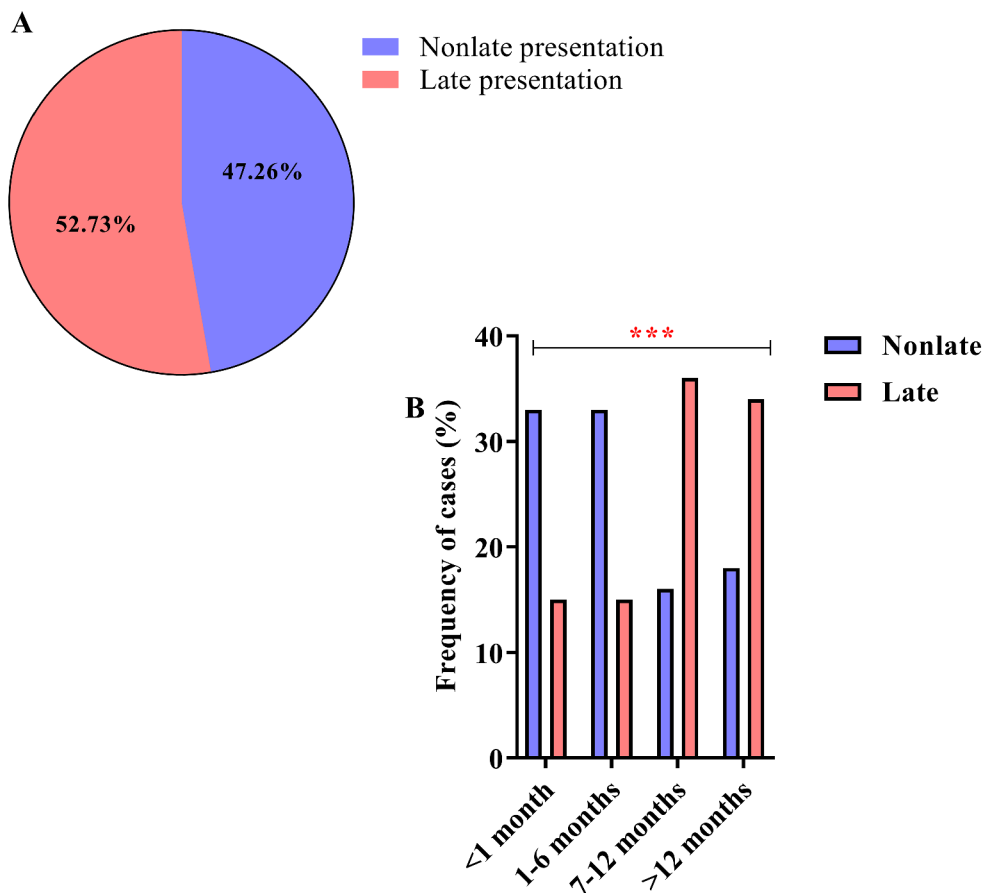 A
Nonlate presentation
Late presentation
47.26%
52.73%
B
Frequency of cases (%)
40
30
20
10
0
***
Nonlate
Late
<1 month
1-6 months
7-12 months
>12 months